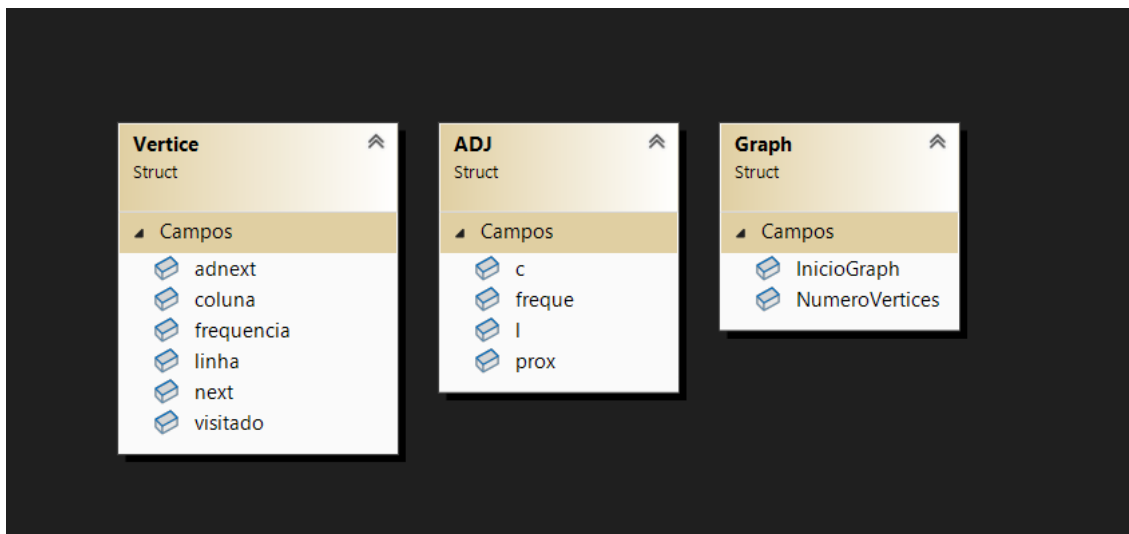 Vertice
Struct
Campos
adnext
coluna
frequencia
linha
next
visitado
ADJ
Struct
Campos
c
freque
l
prox
Graph
Struct
Campos
InicioGraph
NumeroVertices